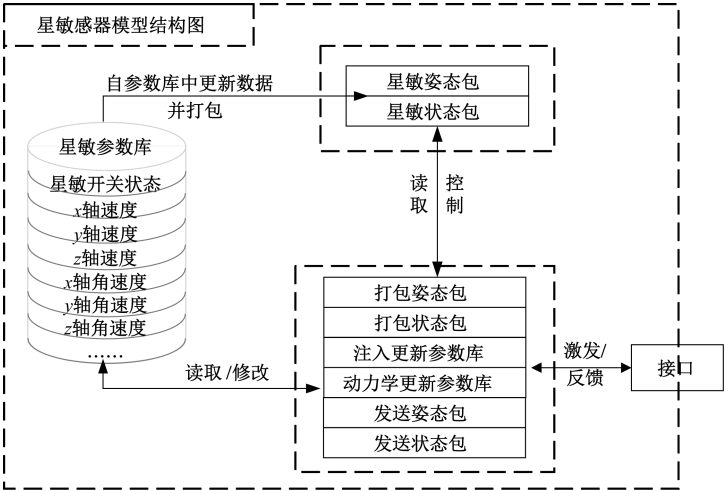 星敏感器模型结构图
自参数库中更新数据
并打包
星敏姿态包
星敏状态包
星敏参数库
星敏开关状态
x轴速度
y轴速度
z轴速度
x轴角速度
y轴角速度
z轴角速度
……
读取
控制
打包姿态包
打包状态包
注入更新参数库
动力学更新参数库
发送姿态包
发送状态包
读取/修改
激发/
反馈
接口